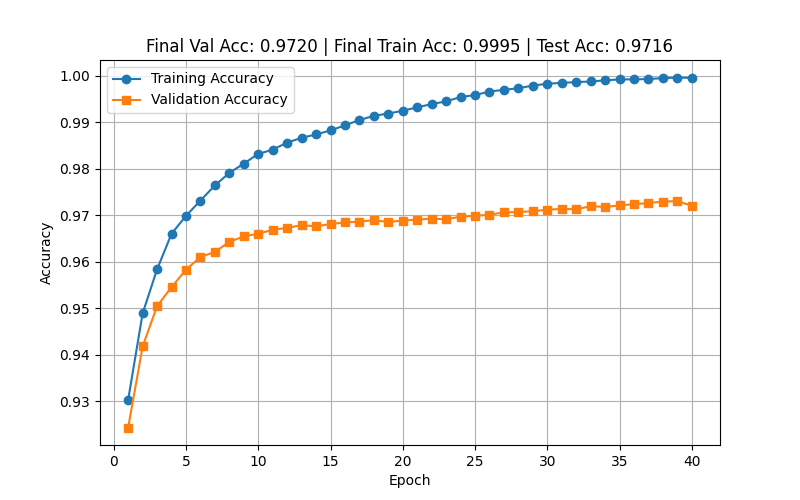 Final Val Acc: 0.9720 | Final Train Acc: 0.9995 | Test Acc: 0.9716
Training Accuracy
Validation Accuracy
1.00
0.99
0.98
0.97
0.96
0.95
0.94
0.93
Accuracy
0 5 10 15 20 25 30 35 40
Epoch